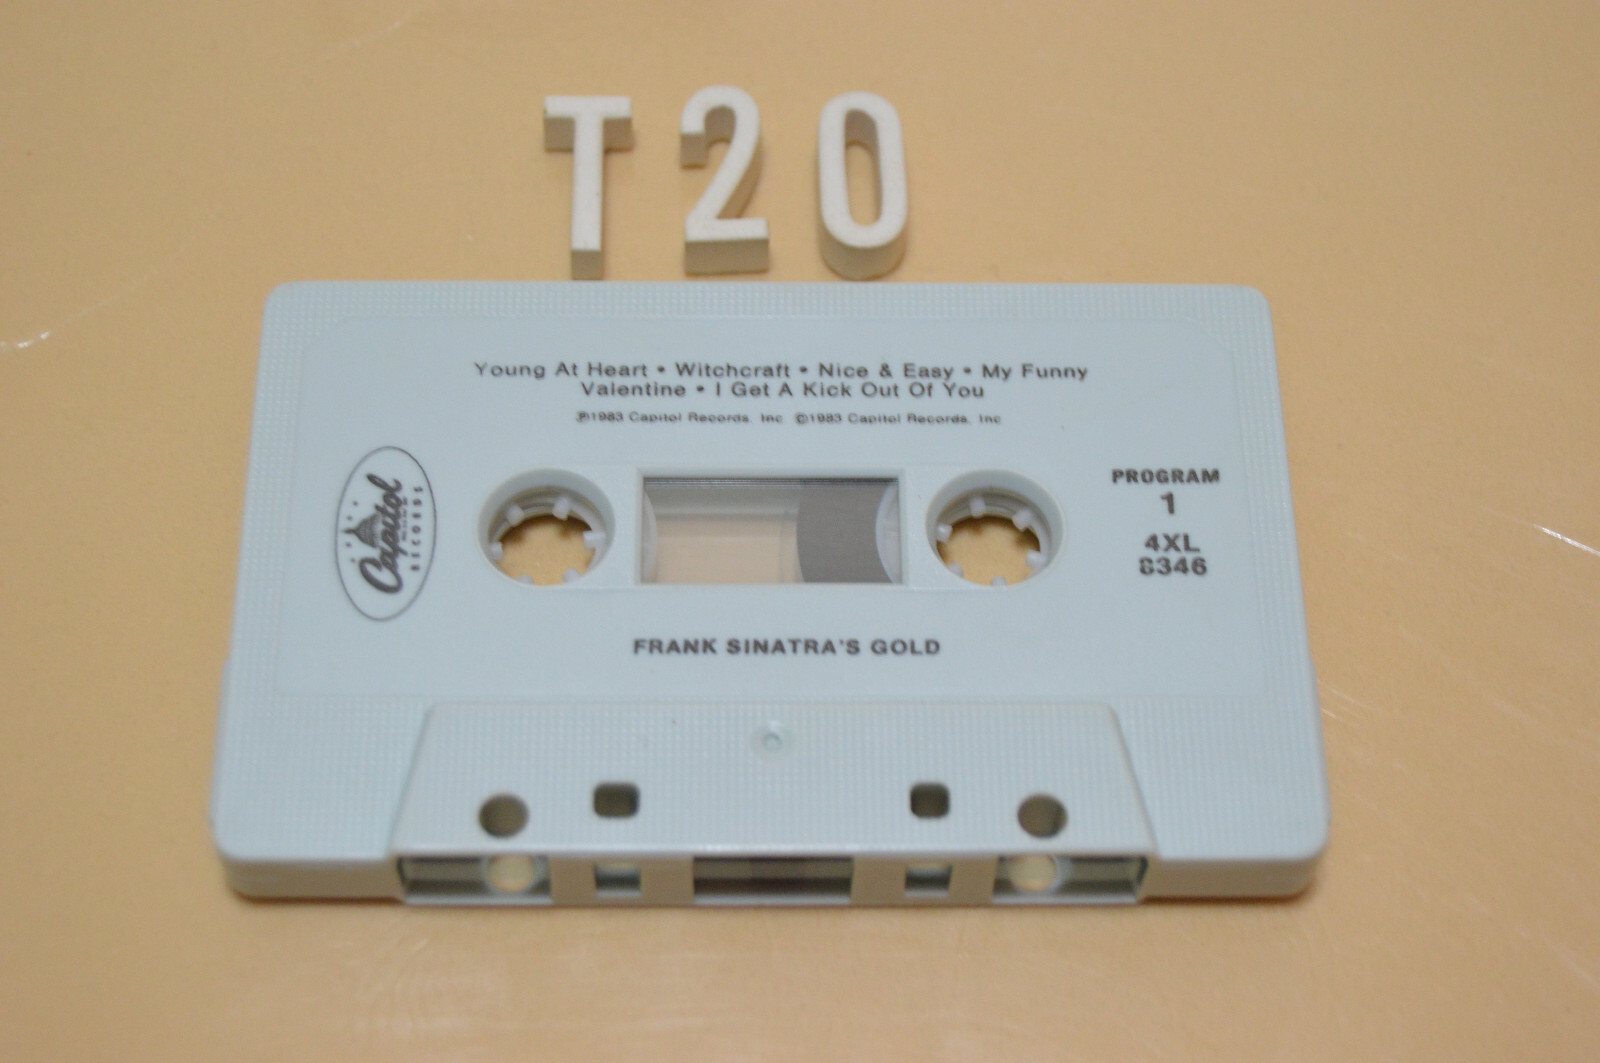 T20
Young At Heart • Witchcraft • Nice & Easy • My Funny
Valentine • I Get A Kick Out Of You
℗1983 Capitol Records. Inc ©1983 Capitol Records. Inc
Capitol
RECORDS
PROGRAM
1
4XL
8346
FRANK SINATRA'S GOLD